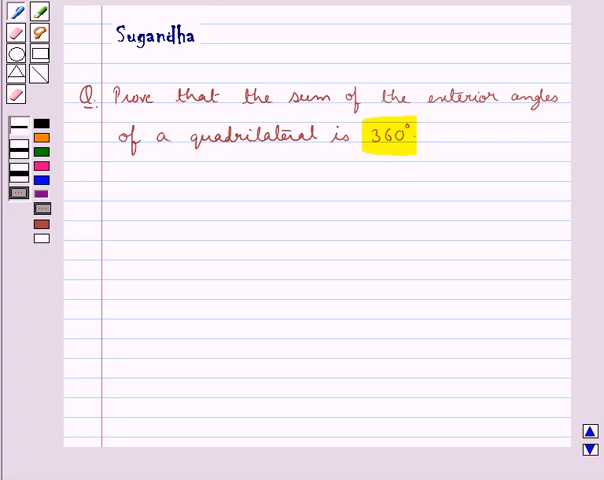 Sugandha
Q. Prove that the sum of the exterior angles
of a quadrilateral is 360°.